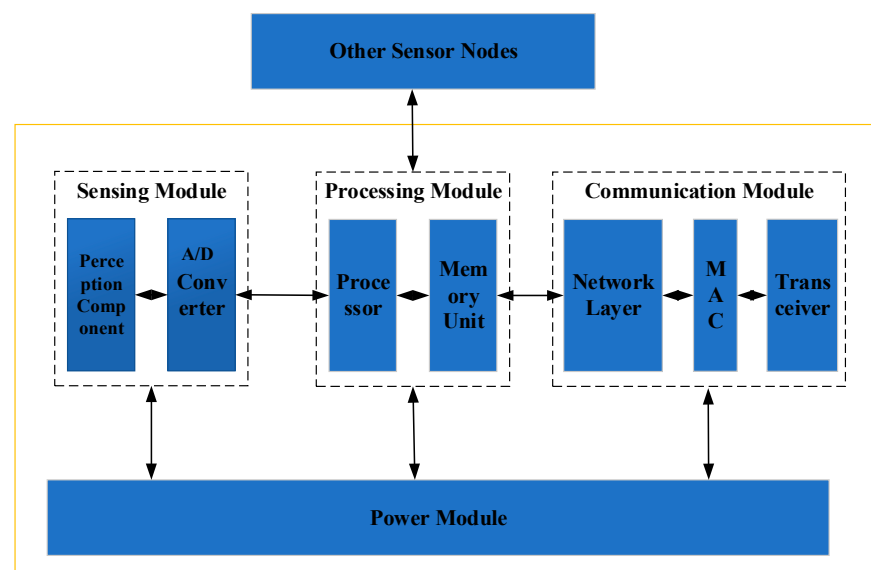 Other Sensor Nodes
Sensing Module
Perce
ption
Comp
onent
A/D
Conv
erter
Processing Module
Proce
ssor
Mem
ory
Unit
Communication Module
Network
Layer
M
A
C
Trans
ceiver
Power Module